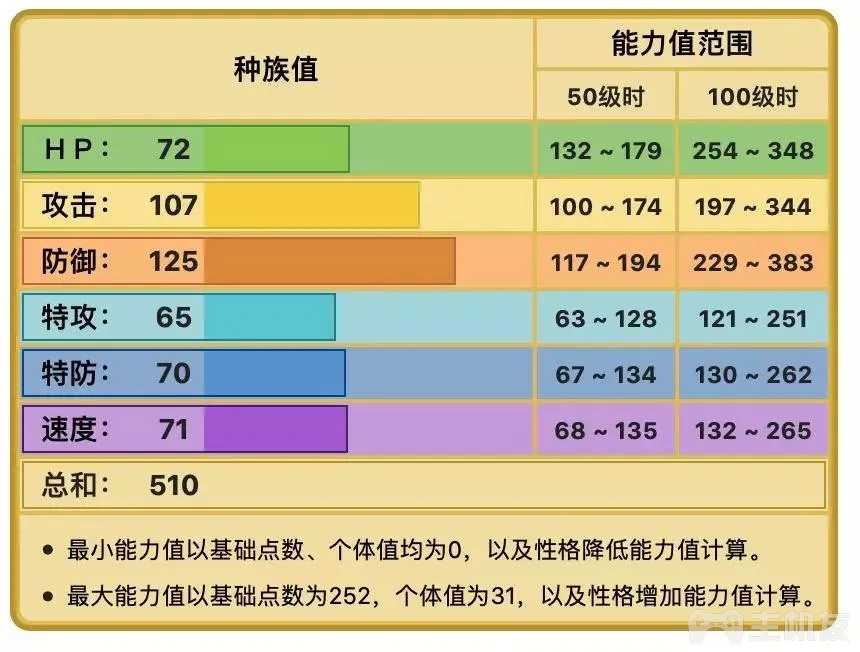 种族值
能力值范围
50级时 100级时
ＨＰ： 72 132 ~ 179 254 ~ 348
攻击： 107 100 ~ 174 197 ~ 344
防御： 125 117 ~ 194 229 ~ 383
特攻： 65 63 ~ 128 121 ~ 251
特防： 70 67 ~ 134 130 ~ 262
速度： 71 68 ~ 135 132 ~ 265
总和： 510
• 最小能力值以基础点数、个体值均为0，以及性格降低能力值计算。
• 最大能力值以基础点数为252，个体值为31，以及性格增加能力值计算。
主机友